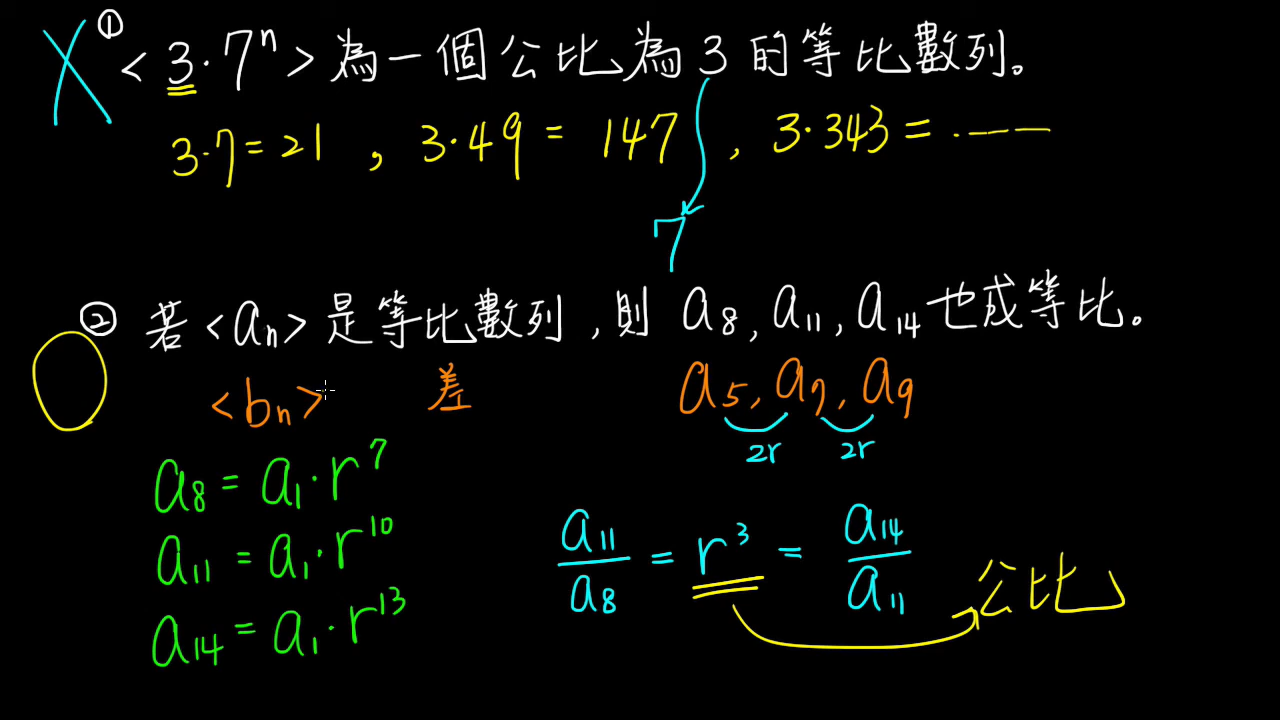 X ① <3·7ⁿ>為一個公比為3的等比數列。
3·7=21 , 3·49=147 , 3·343=·——
7
② 若<aₙ>是等比數列,則 a₈, a₁₁, a₁₄也成等比。
<bₙ> 差 a₅, a₇, a₉
2r 2r
a₈ = a₁·r⁷
a₁₁ = a₁·r¹⁰
a₁₄ = a₁·r¹³
a₁₁/a₈ = r³ = a₁₄/a₁₁ 公比